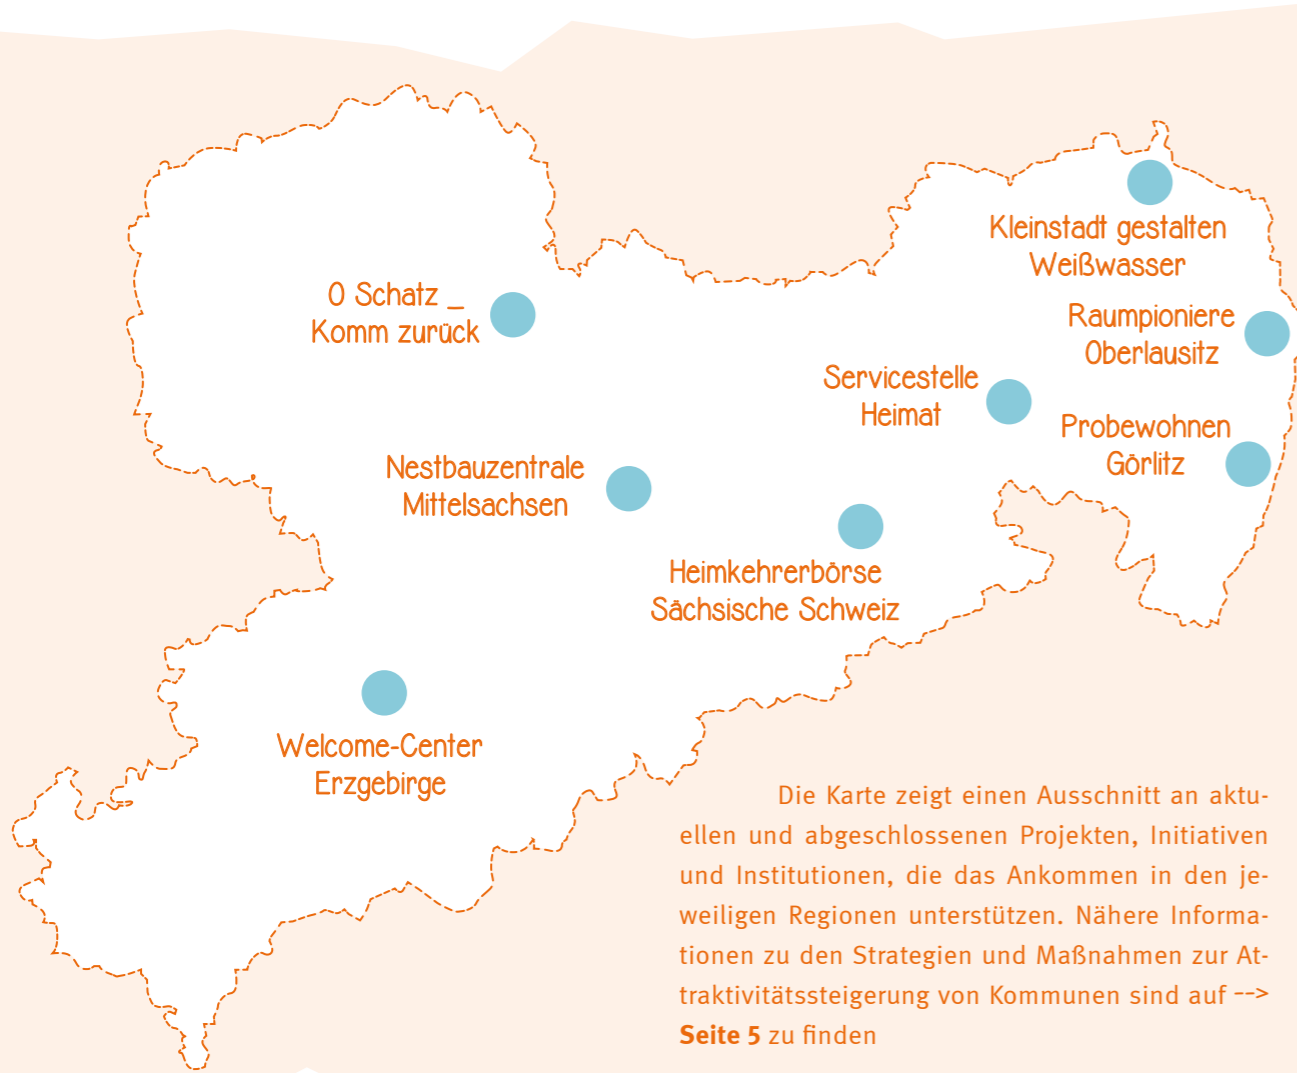 Kleinstadt gestalten
Weißwasser
O Schatz _
Komm zurück
Raumpioniere
Oberlausitz
Servicestelle
Heimat
Probewohnen
Görlitz
Nestbauzentrale
Mittelsachsen
Heimkehrerbörse
Sächsische Schweiz
Welcome-Center
Erzgebirge
Die Karte zeigt einen Ausschnitt an aktu-
ellen und abgeschlossenen Projekten, Initiativen
und Institutionen, die das Ankommen in den je-
weiligen Regionen unterstützen. Nähere Informa-
tionen zu den Strategien und Maßnahmen zur At-
traktivitätssteigerung von Kommunen sind auf -->
Seite 5 zu finden